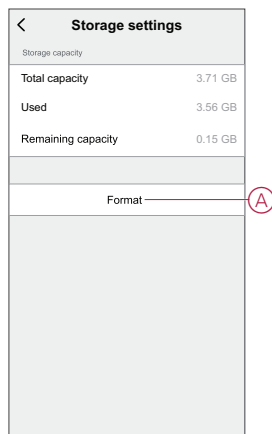 Storage settings
Storage capacity
Total capacity 3.71 GB
Used 3.56 GB
Remaining capacity 0.15 GB
Format A